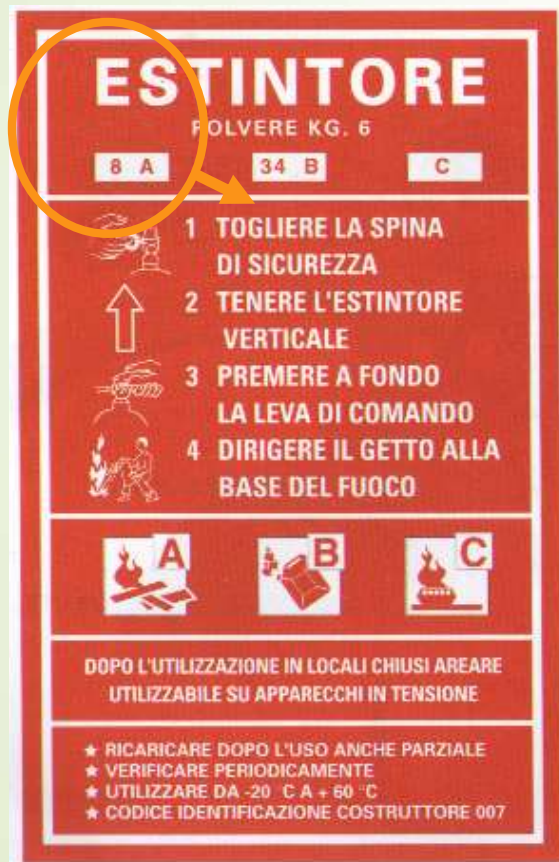 ESTINTORE
POLVERE KG. 6
8 A 34 B C
1 TOGLIERE LA SPINA
DI SICUREZZA
2 TENERE L'ESTINTORE
VERTICALE
3 PREMERE A FONDO
LA LEVA DI COMANDO
4 DIRIGERE IL GETTO ALLA
BASE DEL FUOCO
A B C
DOPO L'UTILIZZAZIONE IN LOCALI CHIUSI AREARE
UTILIZZABILE SU APPARECCHI IN TENSIONE
★ RICARICARE DOPO L'USO ANCHE PARZIALE
★ VERIFICARE PERIODICAMENTE
★ UTILIZZARE DA -20 C A + 60 °C
★ CODICE IDENTIFICAZIONE COSTRUTTORE 007